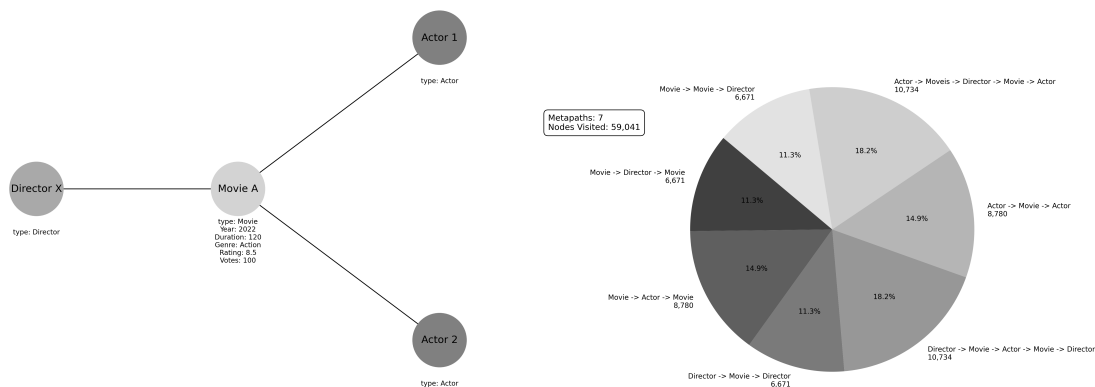 Actor 1
type: Actor
Director X
type: Director
Movie A
type: Movie
Year: 2022
Duration: 120
Genre: Action
Rating: 8.5
Votes: 100
Actor 2
type: Actor
Metapaths: 7
Nodes Visited: 59,041
Actor -> Moveis -> Director -> Movie -> Actor
10,734
18.2%
Movie -> Movie -> Director
6,671
11.3%
Movie -> Director -> Movie
6,671
11.3%
Movie -> Actor -> Movie
8,780
14.9%
Director -> Movie -> Director
6,671
11.3%
Director -> Movie -> Actor -> Movie -> Director
10,734
18.2%
Actor -> Movie -> Actor
8,780
14.9%